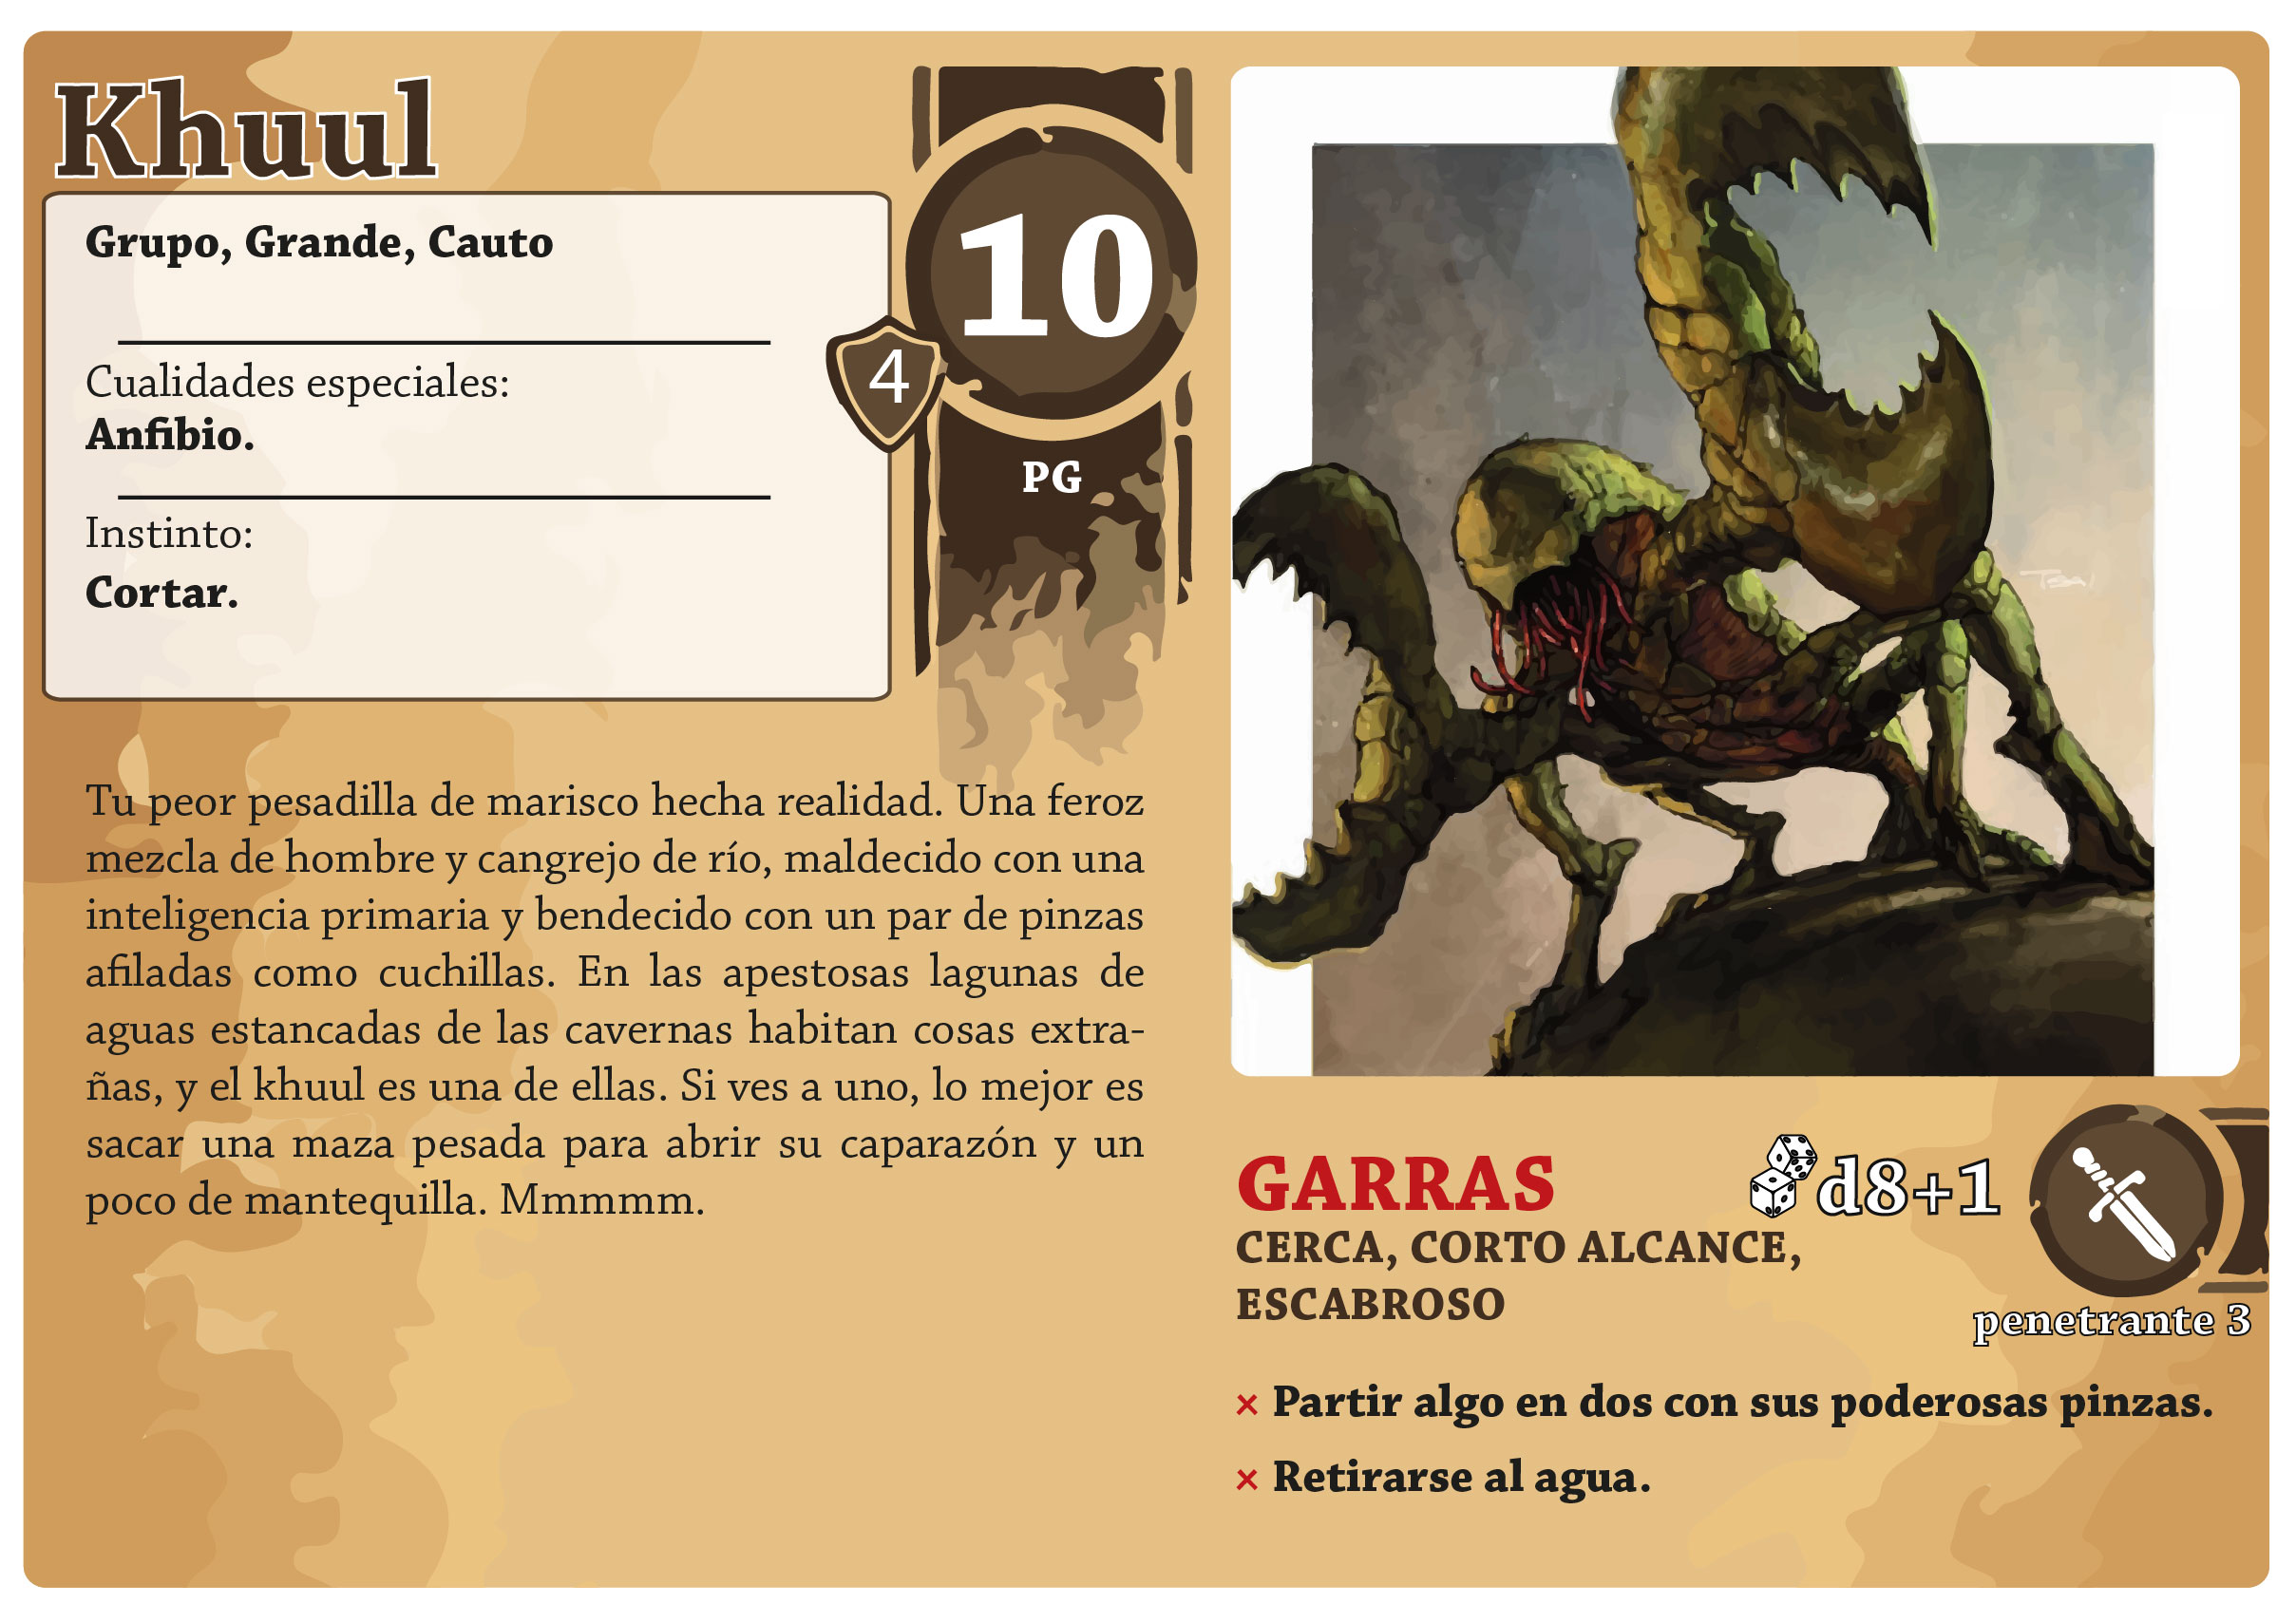 Khuul
Grupo, Grande, Cauto
Cualidades especiales:
Anfibio.
Instinto:
Cortar.
4
10
PG
Tu peor pesadilla de marisco hecha realidad. Una feroz
mezcla de hombre y cangrejo de río, maldecido con una
inteligencia primaria y bendecido con un par de pinzas
afiladas como cuchillas. En las apestosas lagunas de
aguas estancadas de las cavernas habitan cosas extra-
ñas, y el khuul es una de ellas. Si ves a uno, lo mejor es
sacar una maza pesada para abrir su caparazón y un
poco de mantequilla. Mmmmm.
GARRAS
d8+1
CERCA, CORTO ALCANCE,
ESCABROSO
penetrante 3
× Partir algo en dos con sus poderosas pinzas.
× Retirarse al agua.